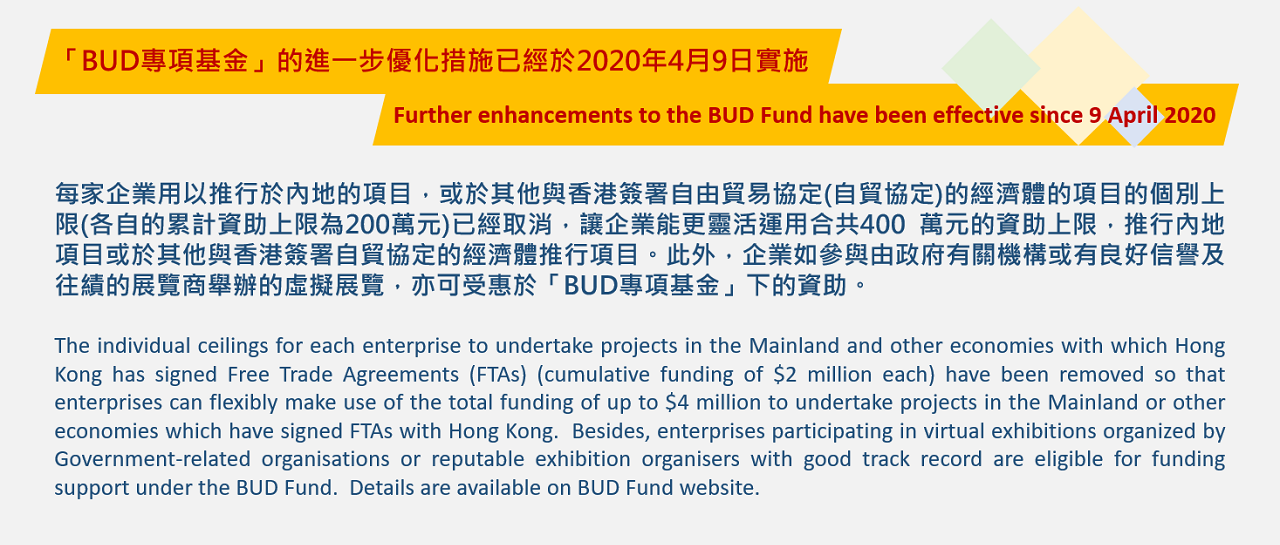 「BUD專項基金」的進一步優化措施已經於2020年4月9日實施
Further enhancements to the BUD Fund have been effective since 9 April 2020
每家企業用以推行於內地的項目，或於其他與香港簽署自由貿易協定(自貿協定)的經濟體的項目的個別上
限(各自的累計資助上限為200萬元)已經取消，讓企業能更靈活運用合共400 萬元的資助上限，推行內地
項目或於其他與香港簽署自貿協定的經濟體推行項目。此外，企業如參與由政府有關機構或有良好信譽及
往績的展覽商舉辦的虛擬展覽，亦可受惠於「BUD專項基金」下的資助。
The individual ceilings for each enterprise to undertake projects in the Mainland and other economies with which Hong
Kong has signed Free Trade Agreements (FTAs) (cumulative funding of $2 million each) have been removed so that
enterprises can flexibly make use of the total funding of up to $4 million to undertake projects in the Mainland or other
economies which have signed FTAs with Hong Kong.  Besides, enterprises participating in virtual exhibitions organized by
Government-related organisations or reputable exhibition organisers with good track record are eligible for funding
support under the BUD Fund.  Details are available on BUD Fund website.